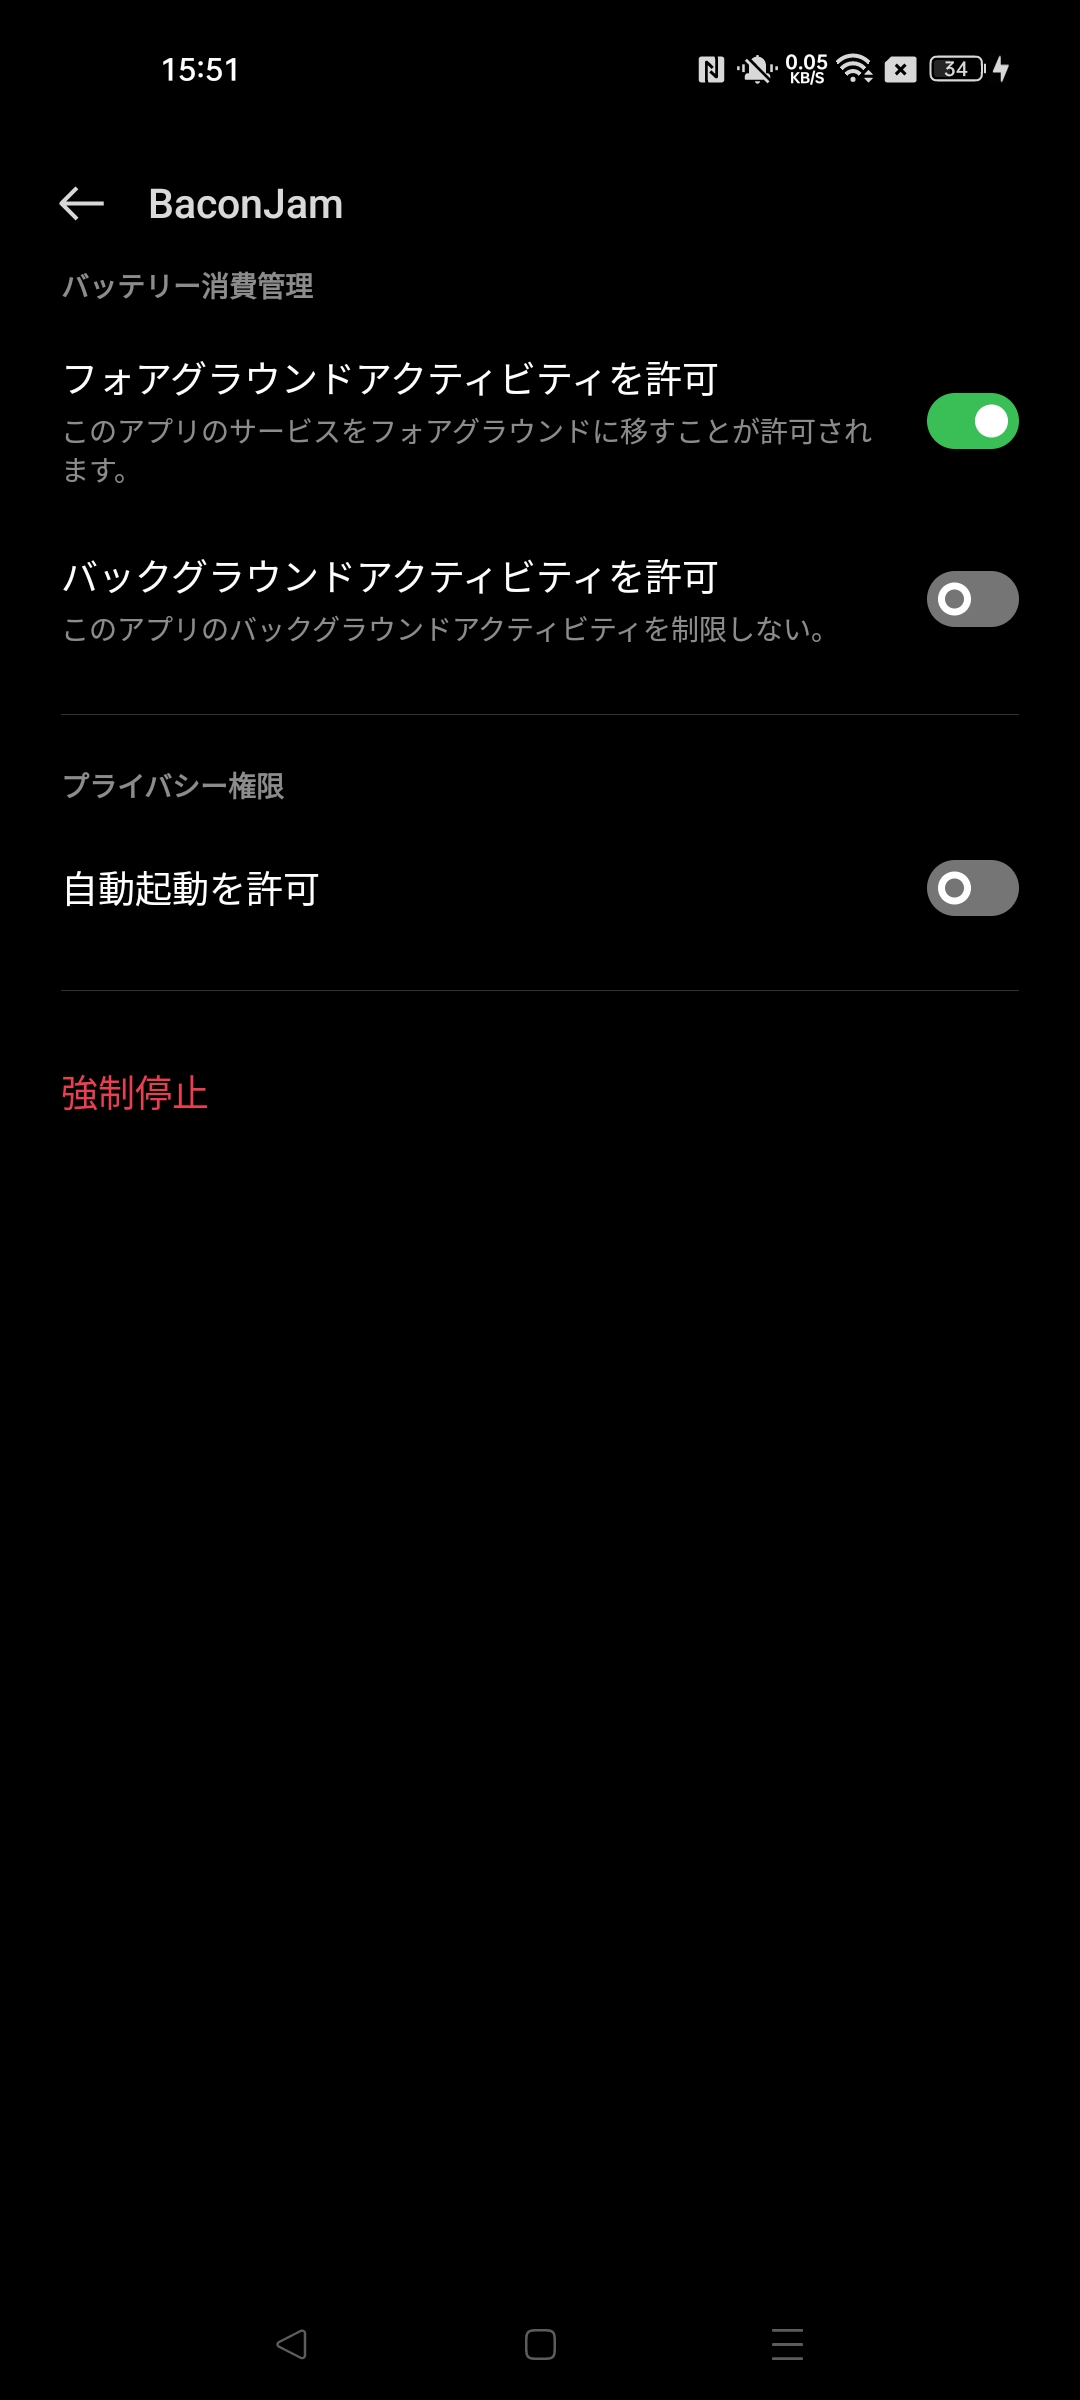 15:51
0.05
KB/S
34
BaconJam
バッテリー消費管理
フォアグラウンドアクティビティを許可
このアプリのサービスをフォアグラウンドに移すことが許可され
ます。
バックグラウンドアクティビティを許可
このアプリのバックグラウンドアクティビティを制限しない。
プライバシー権限
自動起動を許可
強制停止